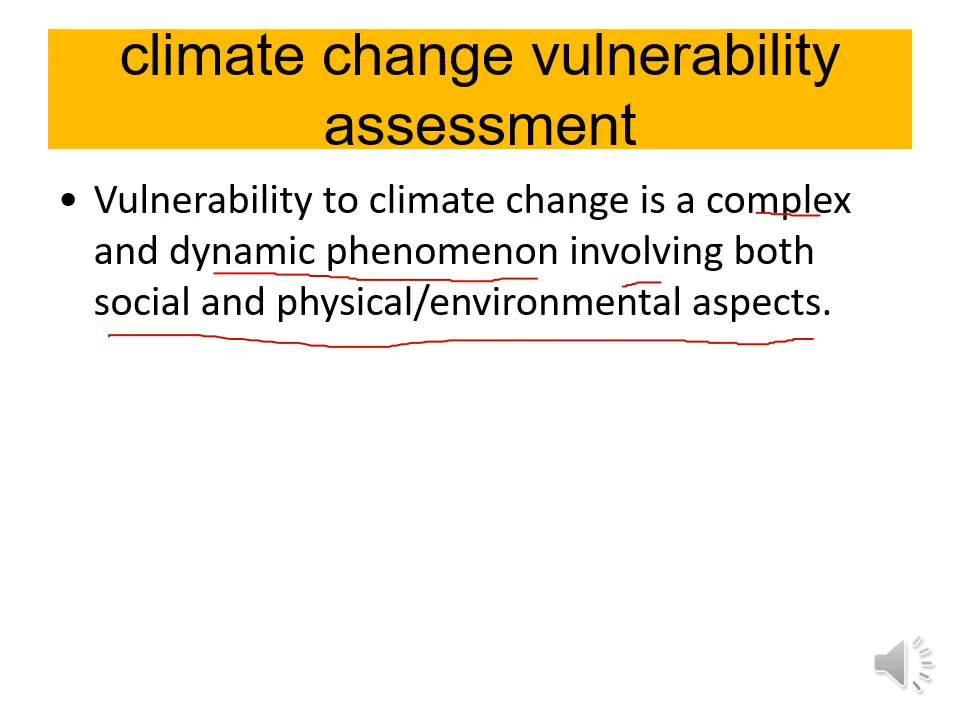 climate change vulnerability
assessment
• Vulnerability to climate change is a complex
and dynamic phenomenon involving both
social and physical/environmental aspects.